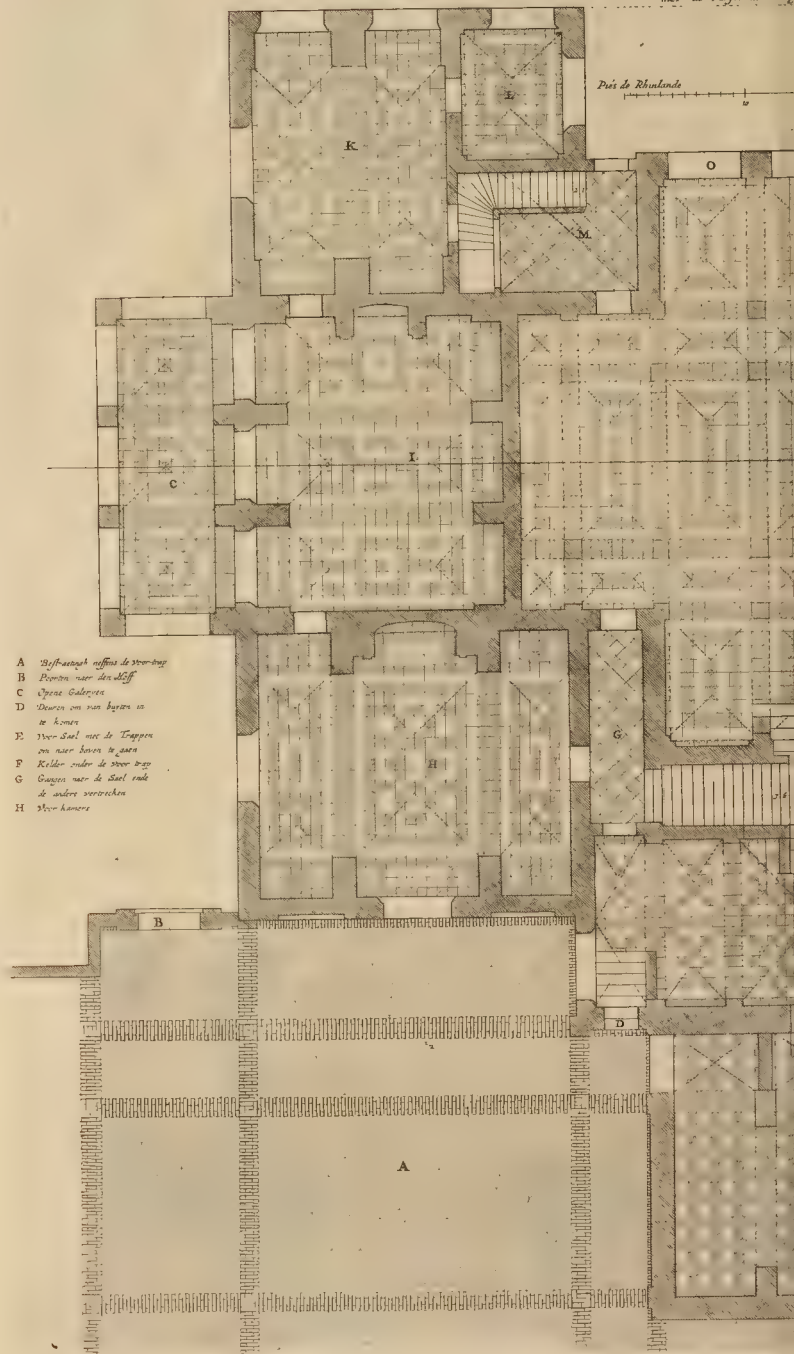 Piés de Rhinlande
10
L
K
O
M
I
C
A Bestraetingh neffens de Voor-trap
B Poorten naer den Hoff
C Opene Galeryen
D Deuren om van buyten in
te komen
E Voor Sael met de Trappen
om naer boven te gaen
F Kelder onder de Voor trap
G Gangen naer de Sael ende
de andere vertrecken
H Voor kamers
G
H
B
D
A